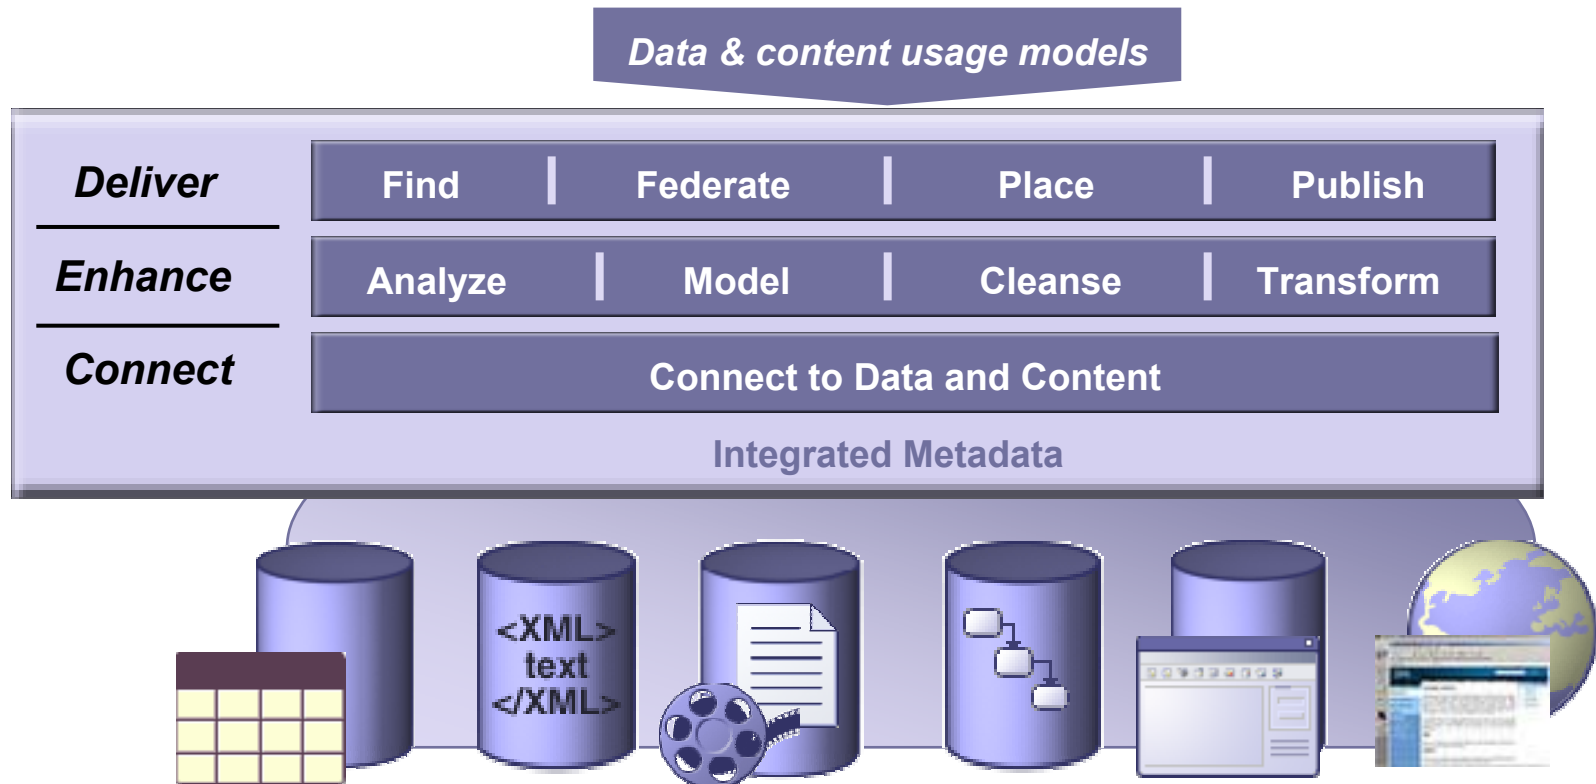 Data & content usage models
Deliver
Find | Federate | Place | Publish
Enhance
Analyze | Model | Cleanse | Transform
Connect
Connect to Data and Content
Integrated Metadata
<XML>
text
</XML>